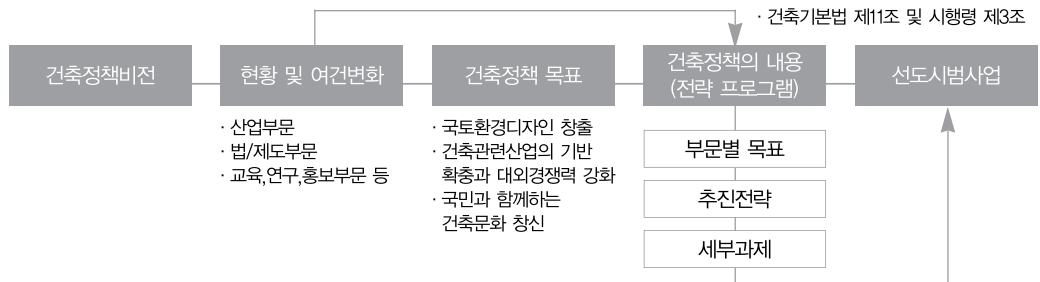 · 건축기본법 제11조 및 시행령 제3조
건축정책비전
현황 및 여건변화
· 산업부문
· 법/제도부문
· 교육,연구,홍보부문 등
건축정책 목표
· 국토환경디자인 창출
· 건축관련산업의 기반
확충과 대외경쟁력 강화
· 국민과 함께하는
건축문화 창신
건축정책의 내용
(전략 프로그램)
부문별 목표
추진전략
세부과제
선도시범사업